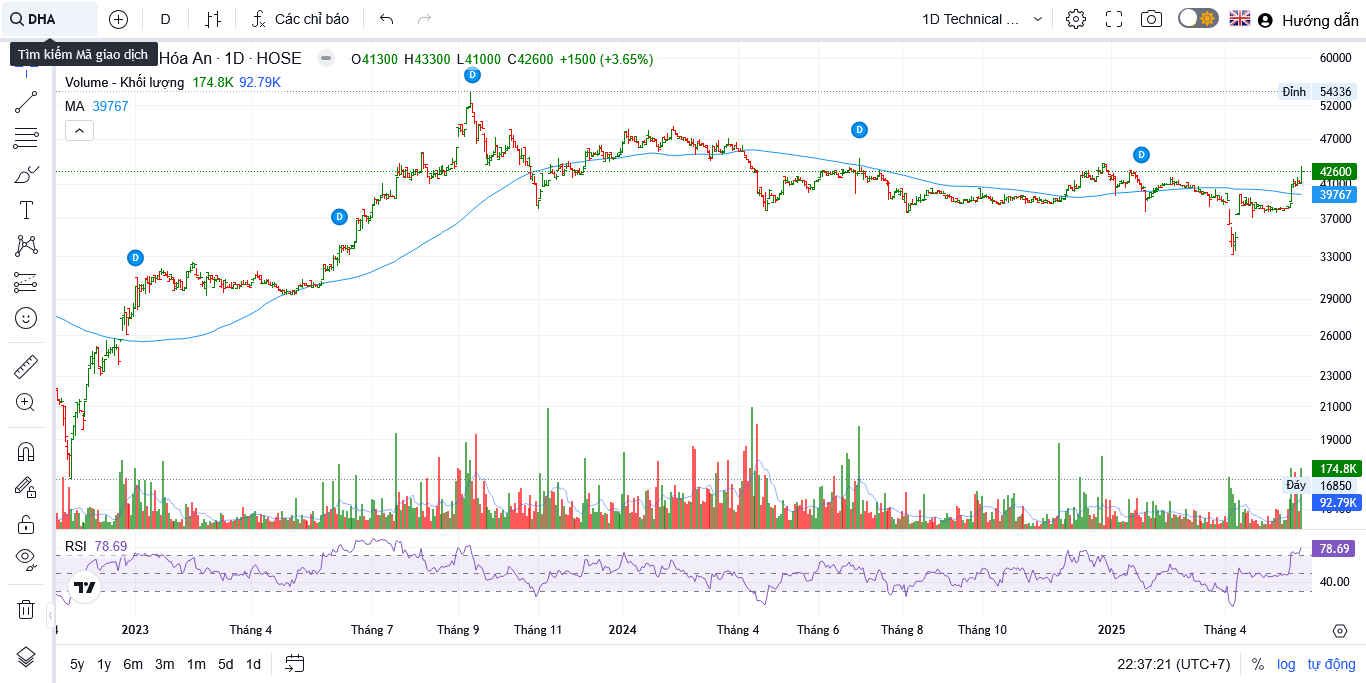 DHA
D
Các chỉ báo
1D Technical ...
Hướng dẫn
Tìm kiếm Mã giao dịch
Hóa An · 1D · HOSE
O41300 H43300 L41000 C42600 +1500 (+3.65%)
Volume - Khối lượng 174.8K 92.79K
MA 39767
D
D
D
D
D
60000
Đỉnh 54336
52000
47000
42600
41000
39767
37000
33000
29000
26000
23000
21000
19000
174.8K
Đáy 16850
92.79K
RSI 78.69
78.69
40.00
2023 Tháng 4 Tháng 7 Tháng 9 Tháng 11 2024 Tháng 4 Tháng 6 Tháng 8 Tháng 10 2025 Tháng 4
5y 1y 6m 3m 1m 5d 1d
22:37:21 (UTC+7) % log tự động